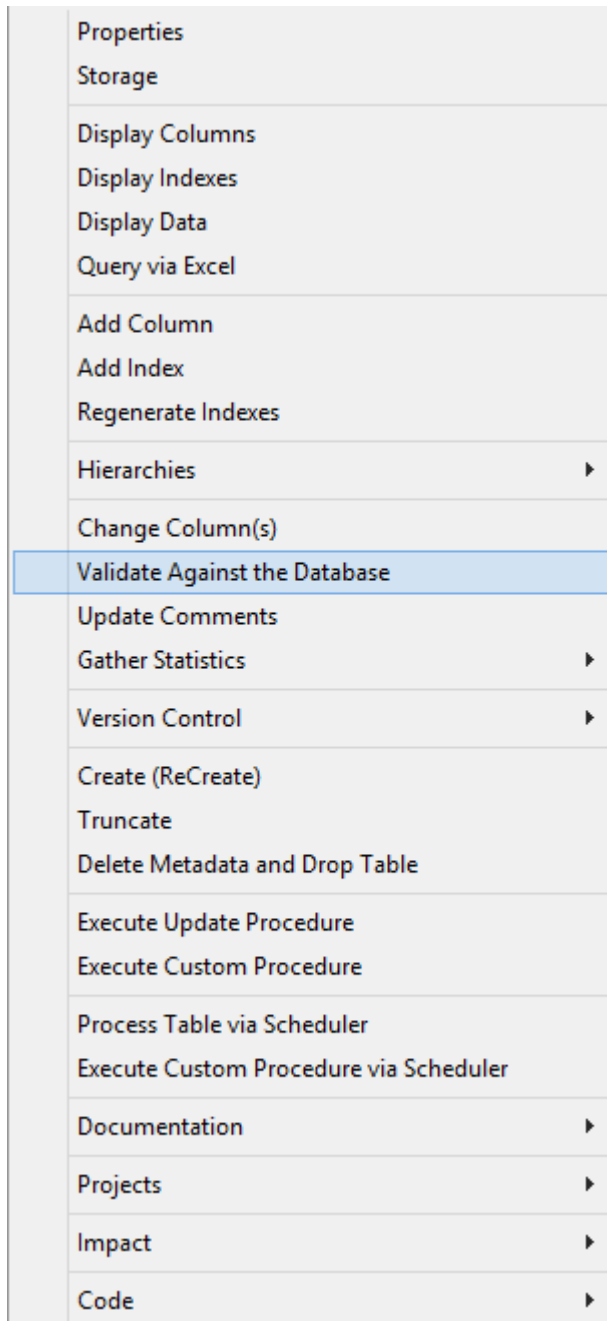 Properties
Storage
Display Columns
Display Indexes
Display Data
Query via Excel
Add Column
Add Index
Regenerate Indexes
Hierarchies
Change Column(s)
Validate Against the Database
Update Comments
Gather Statistics
Version Control
Create (ReCreate)
Truncate
Delete Metadata and Drop Table
Execute Update Procedure
Execute Custom Procedure
Process Table via Scheduler
Execute Custom Procedure via Scheduler
Documentation
Projects
Impact
Code